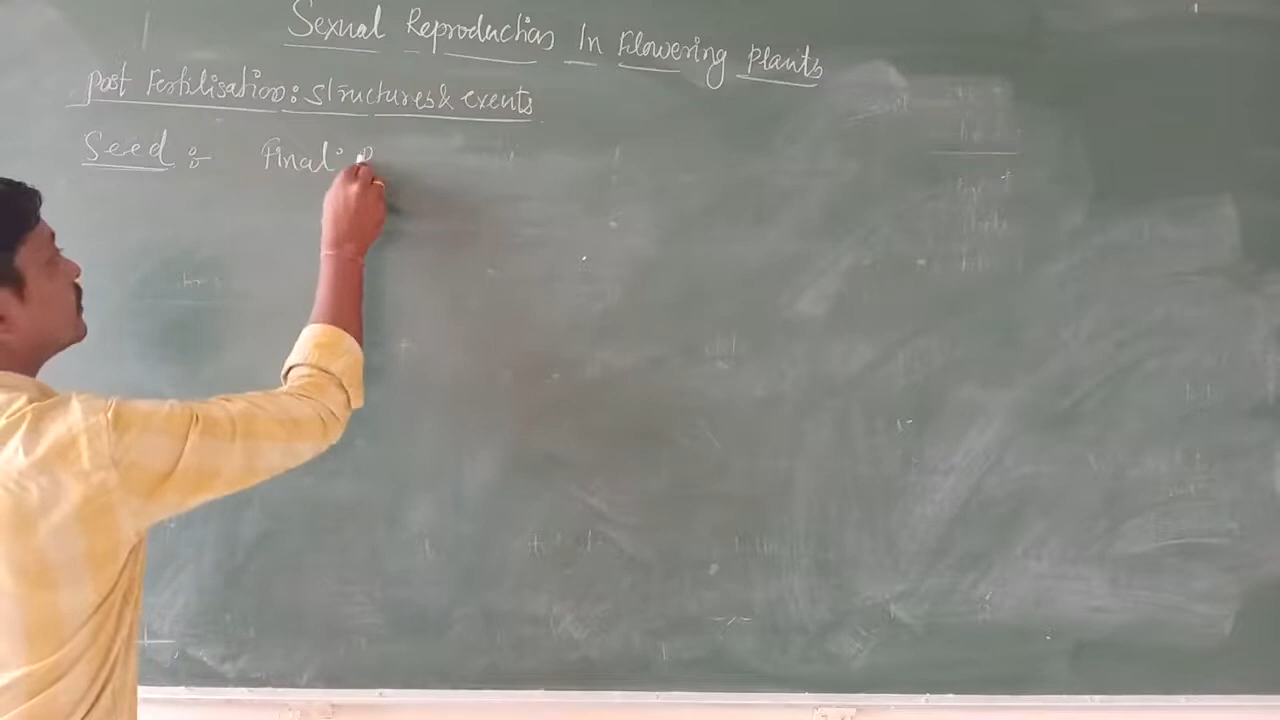 Sexual Reproduction In Flowering Plants
Post Fertilisation: Structures & events
Seed :- Final: P